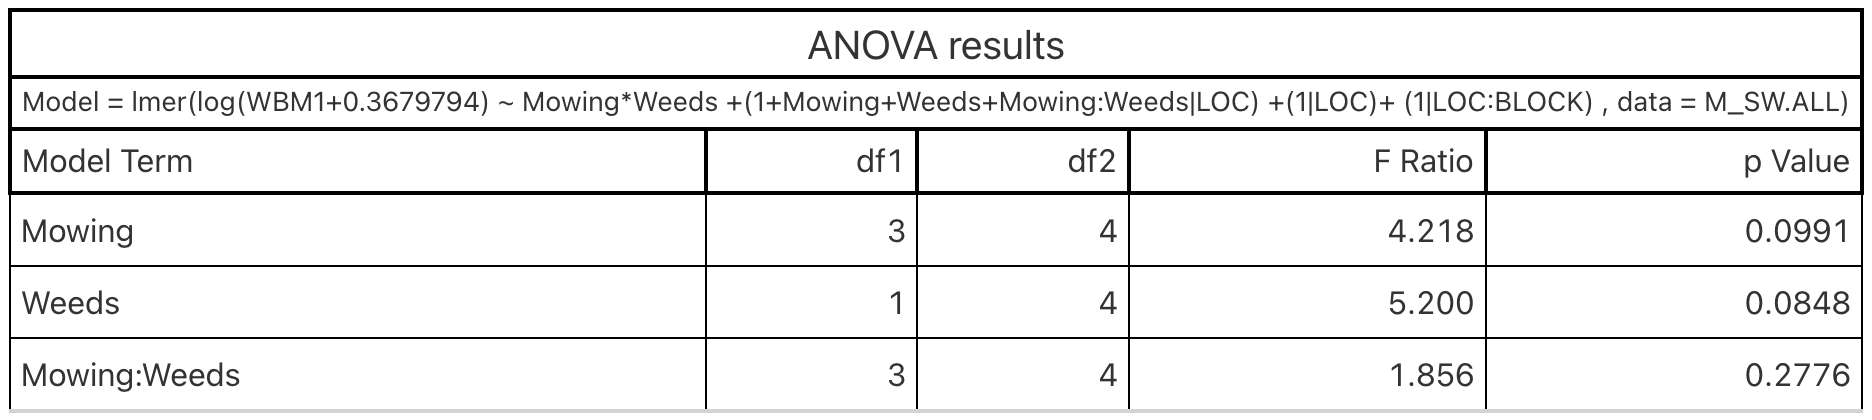 ANOVA results
Model = lmer(log(WBM1+0.3679794) ~ Mowing*Weeds +(1+Mowing+Weeds+Mowing:Weeds|LOC) +(1|LOC)+ (1|LOC:BLOCK) , data = M_SW.ALL)
Model Term df1 df2 F Ratio p Value
Mowing 3 4 4.218 0.0991
Weeds 1 4 5.200 0.0848
Mowing:Weeds 3 4 1.856 0.2776